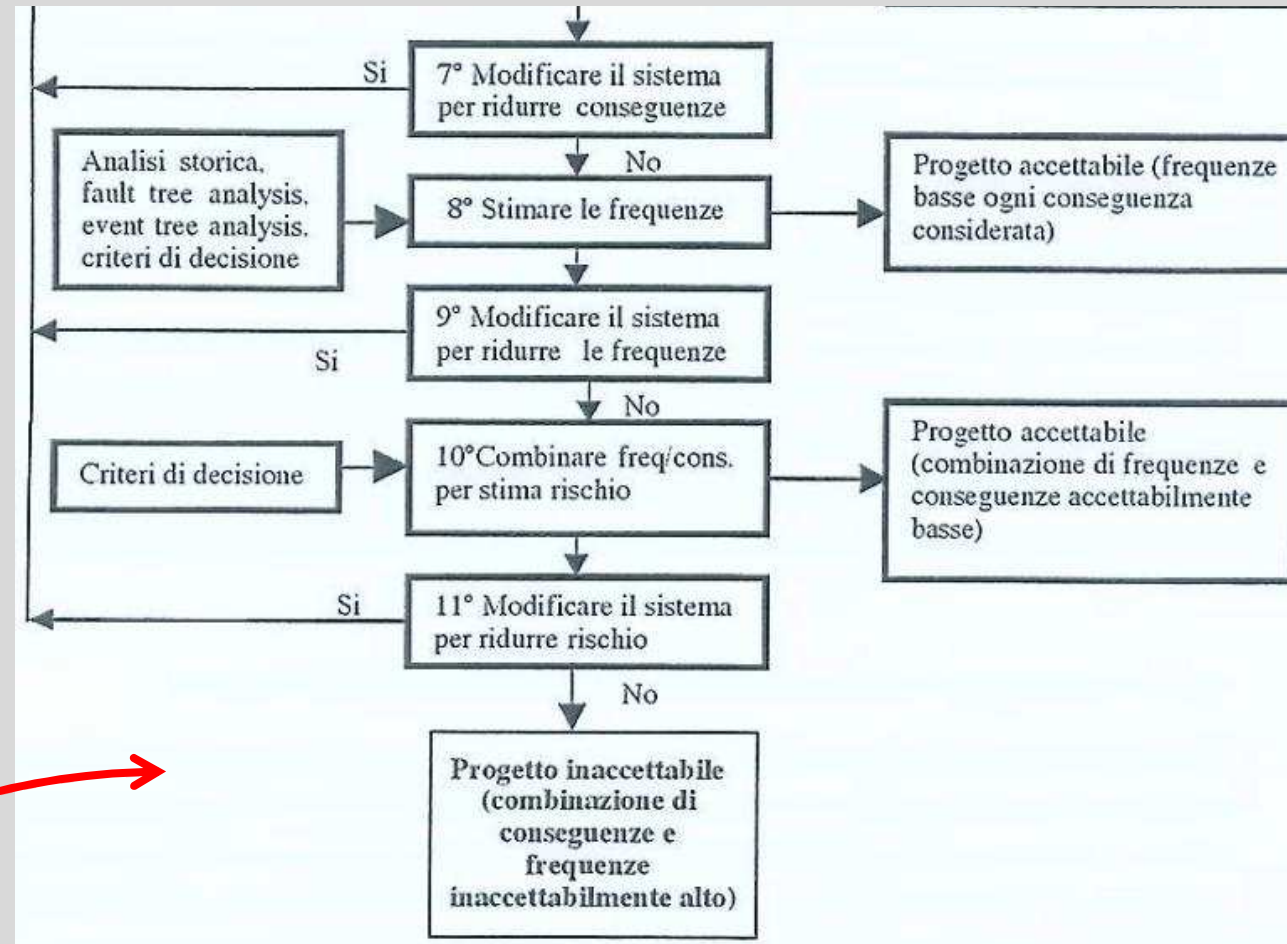 Si
7° Modificare il sistema
per ridurre conseguenze
No
Analisi storica,
fault tree analysis,
event tree analysis,
criteri di decisione
8° Stimare le frequenze
Progetto accettabile (frequenze
basse ogni conseguenza
considerata)
9° Modificare il sistema
per ridurre le frequenze
Si
No
Criteri di decisione
10°Combinare freq/cons.
per stima rischio
Progetto accettabile
(combinazione di frequenze e
conseguenze accettabilmente
basse)
Si
11° Modificare il sistema
per ridurre rischio
No
Progetto inaccettabile
(combinazione di
conseguenze e
frequenze
inaccettabilmente alto)